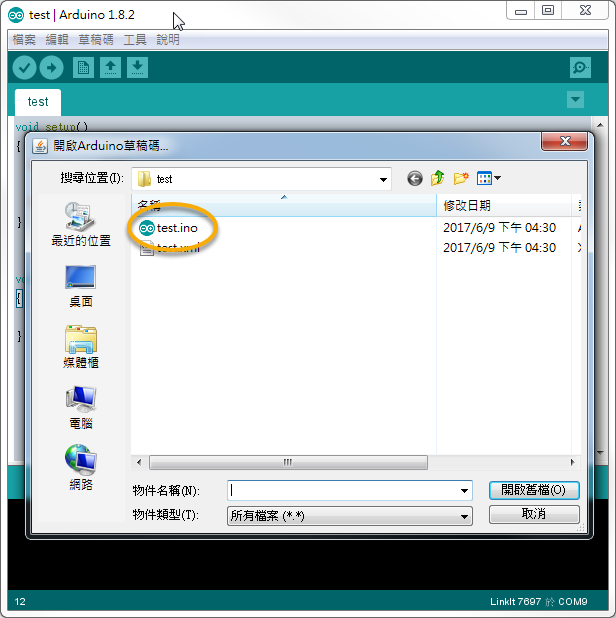 test | Arduino 1.8.2
檔案 編輯 草稿碼 工具 說明
test
void setup()
{
開啟Arduino草稿碼...
搜尋位置(I):
test
名稱
修改日期
test.ino
2017/6/9 下午 04:30
test.xml
2017/6/9 下午 04:30
最近的位置
桌面
媒體櫃
電腦
網路
}
{
}
物件名稱(N):
開啟舊檔(O)
物件類型(T):
所有檔案 (*.*)
取消
12
LinkIt 7697 於 COM9